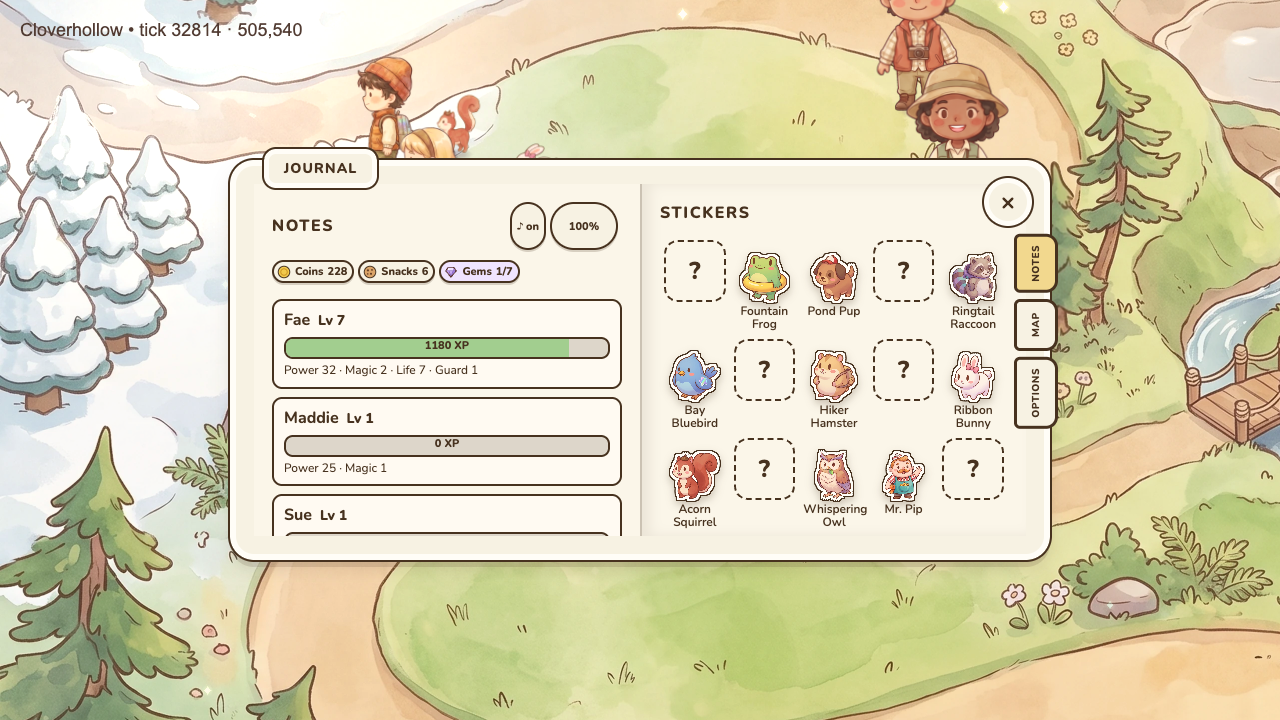 Cloverhollow • tick 32814 · 505,540
JOURNAL
NOTES
♪ on
100%
Coins 228
Snacks 6
Gems 1/7
Fae Lv 7
1180 XP
Power 32 · Magic 2 · Life 7 · Guard 1
Maddie Lv 1
0 XP
Power 25 · Magic 1
Sue Lv 1
STICKERS
×
?
Fountain
Frog
Pond Pup
?
Ringtail
Raccoon
Bay
Bluebird
?
Hiker
Hamster
?
Ribbon
Bunny
Acorn
Squirrel
?
Whispering
Owl
Mr. Pip
?
NOTES
MAP
OPTIONS